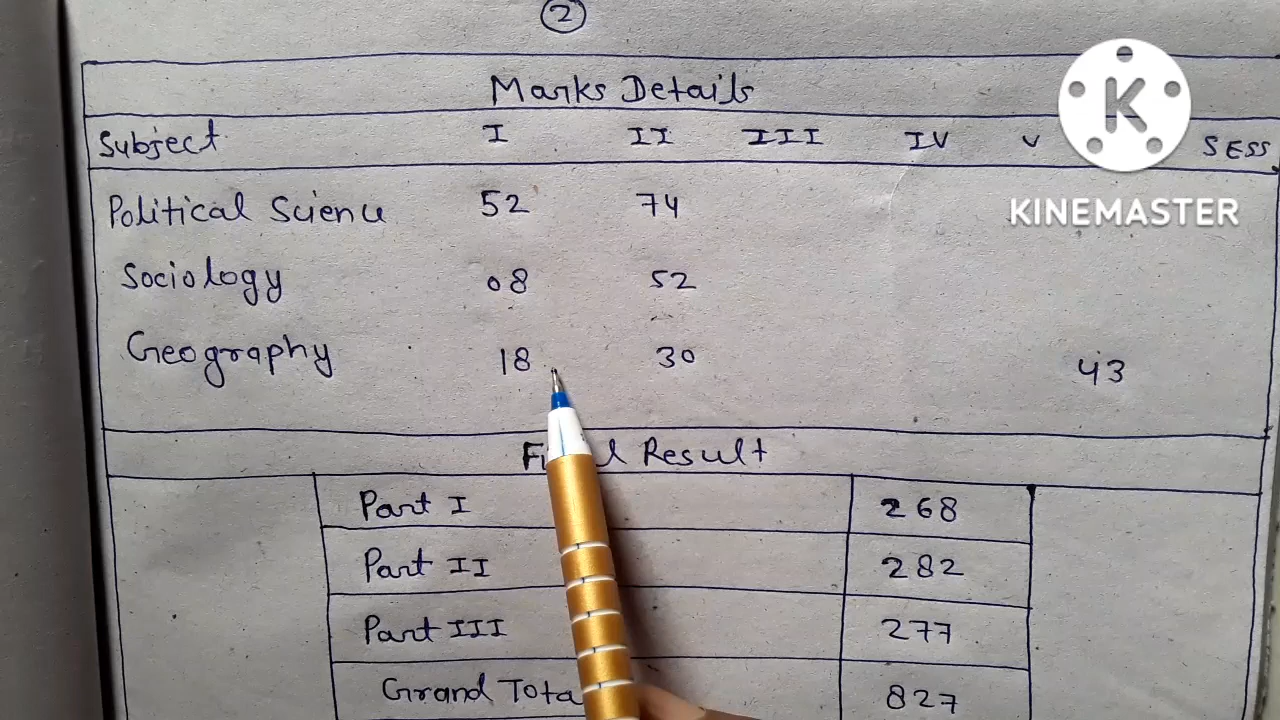 2
Marks Details
Subject I II III IV V SESS
Political Science 52 74
Sociology 08 52
Geography 18 30 43
Result
Part I 268
Part II 282
Part III 277
Grand 827
K
KINEMASTER